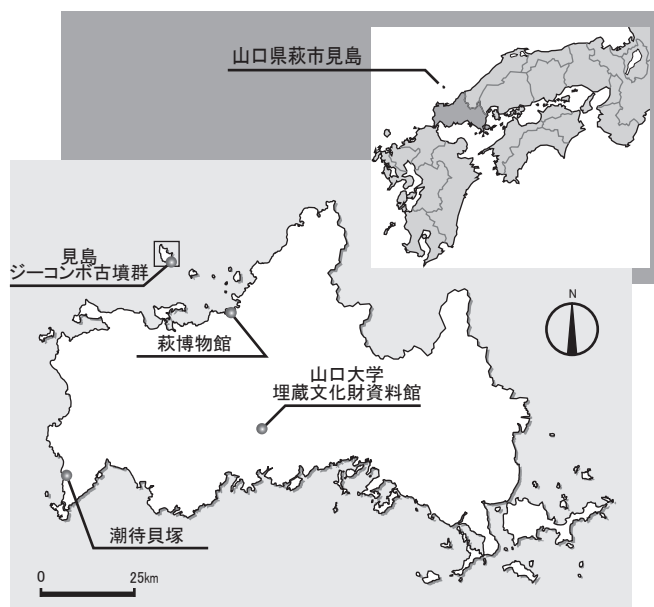 山口県萩市見島
見島
ジーコンボ古墳群
萩博物館
山口大学
埋蔵文化財資料館
潮待貝塚
N
0 25km